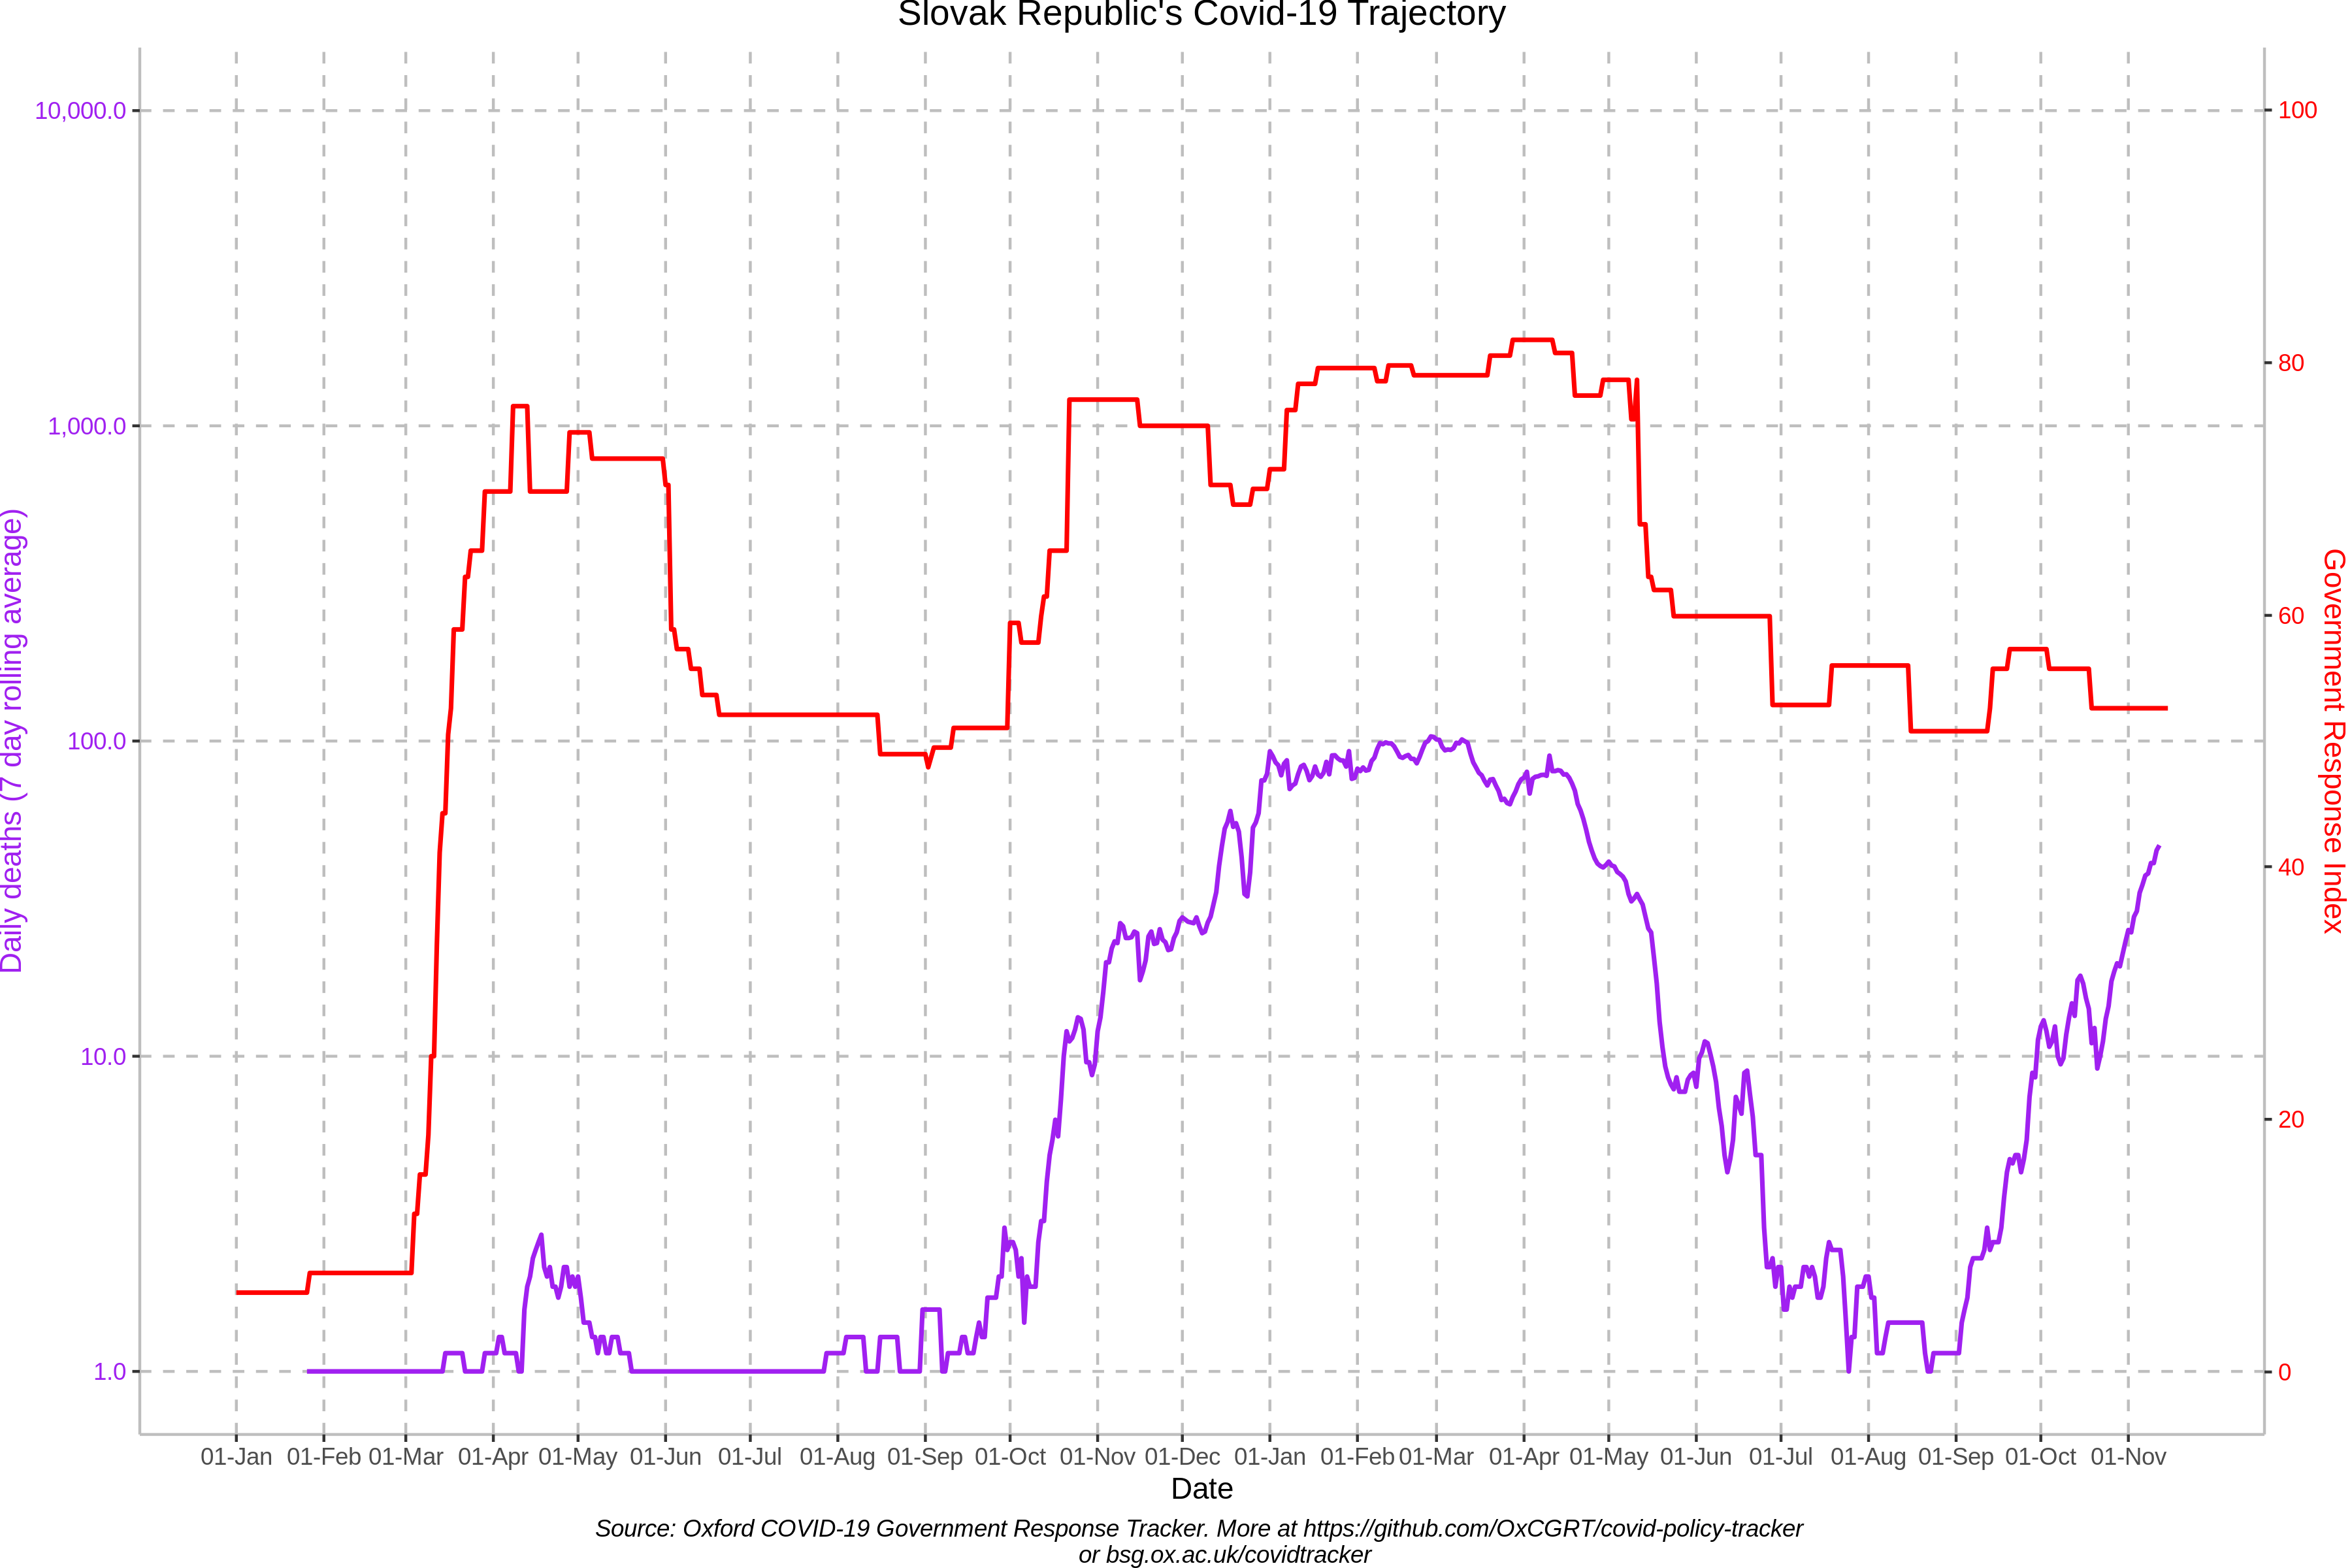 Slovak Republic's Covid-19 Trajectory
10,000.0
1,000.0
100.0
10.0
1.0
Daily deaths (7 day rolling average)
100
80
60
40
20
0
Government Response Index
01-Jan 01-Feb 01-Mar 01-Apr 01-May 01-Jun 01-Jul 01-Aug 01-Sep 01-Oct 01-Nov 01-Dec 01-Jan 01-Feb 01-Mar 01-Apr 01-May 01-Jun 01-Jul 01-Aug 01-Sep 01-Oct 01-Nov
Date
Source: Oxford COVID-19 Government Response Tracker. More at https://github.com/OxCGRT/covid-policy-tracker
or bsg.ox.ac.uk/covidtracker